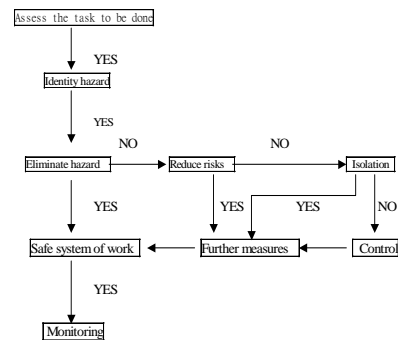 Assess the task to be done
YES
Identity hazard
YES
NO NO
Eliminate hazard Reduce risks Isolation
YES YES YES NO
Safe system of work Further measures Control
YES
Monitoring